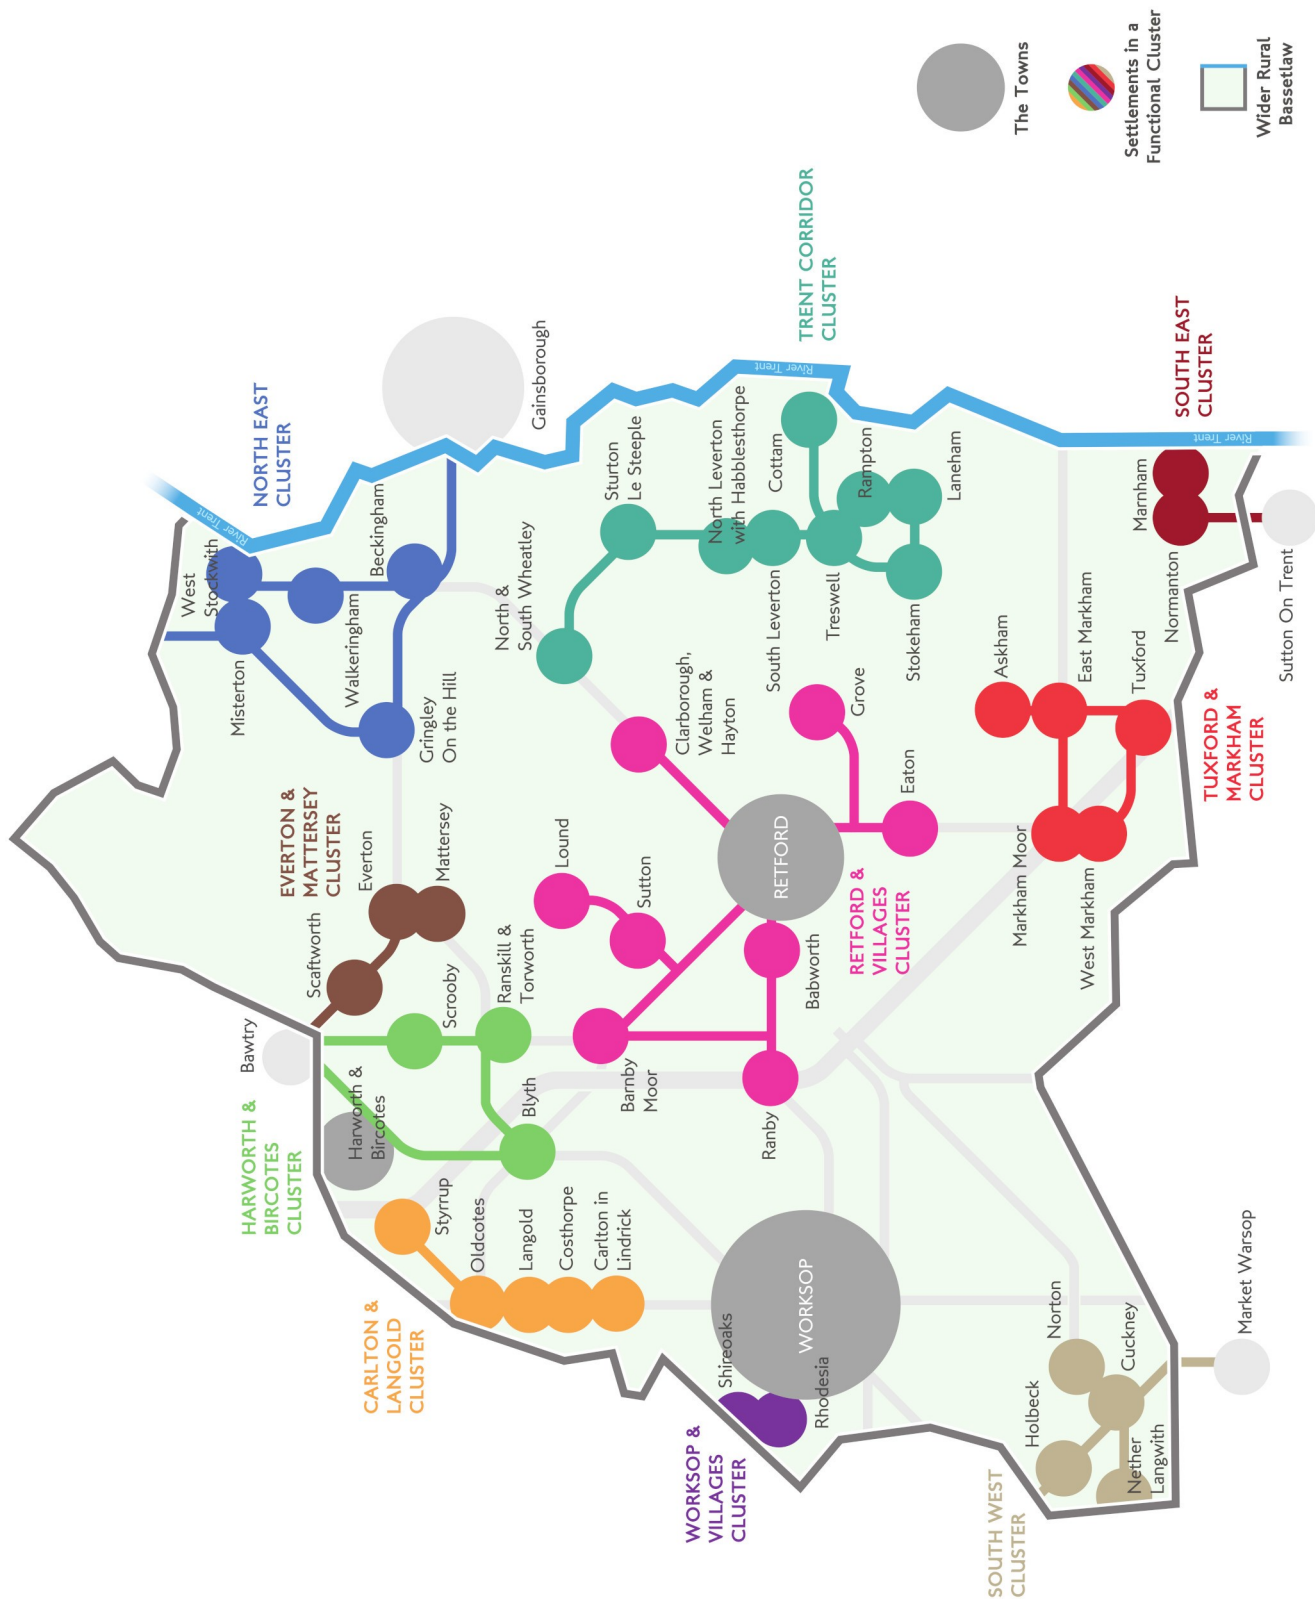 The Towns
Settlements in a
Functional Cluster
Wider Rural
Bassetlaw
NORTH EAST
CLUSTER
West
Stockwith
Misterton
Walkeringham
Beckingham
Gringley
On the Hill
River Trent
Gainsborough
EVERTON &
MATTERSEY
CLUSTER
Scaftworth
Everton
Mattersey
Bawtry
HARWORTH &
BIRCOTES
CLUSTER
Harworth &
Bircotes
Scrooby
Ranskill &
Torworth
Blyth
CARLTON &
LANGOLD
CLUSTER
Styrrup
Oldcotes
Langold
Costhorpe
Carlton in
Lindrick
WORKSOP &
VILLAGES
CLUSTER
Shireoaks
Rhodesia
WORKSOP
RETFORD &
VILLAGES
CLUSTER
RETFORD
Lound
Sutton
Barnby
Moor
Ranby
Babworth
Clarborough,
Welham &
Hayton
Grove
Eaton
TRENT CORRIDOR
CLUSTER
River Trent
North &
South Wheatley
Sturton
Le Steeple
North Leverton
with Habblesthorpe
South Leverton
Cottam
Treswell
Rampton
Laneham
Stokeham
TUXFORD &
MARKHAM
CLUSTER
Askham
East Markham
Tuxford
Markham Moor
West Markham
SOUTH EAST
CLUSTER
River Trent
Marnham
Normanton
Sutton On Trent
SOUTH WEST
CLUSTER
Norton
Cuckney
Holbeck
Nether
Langwith
Market Warsop